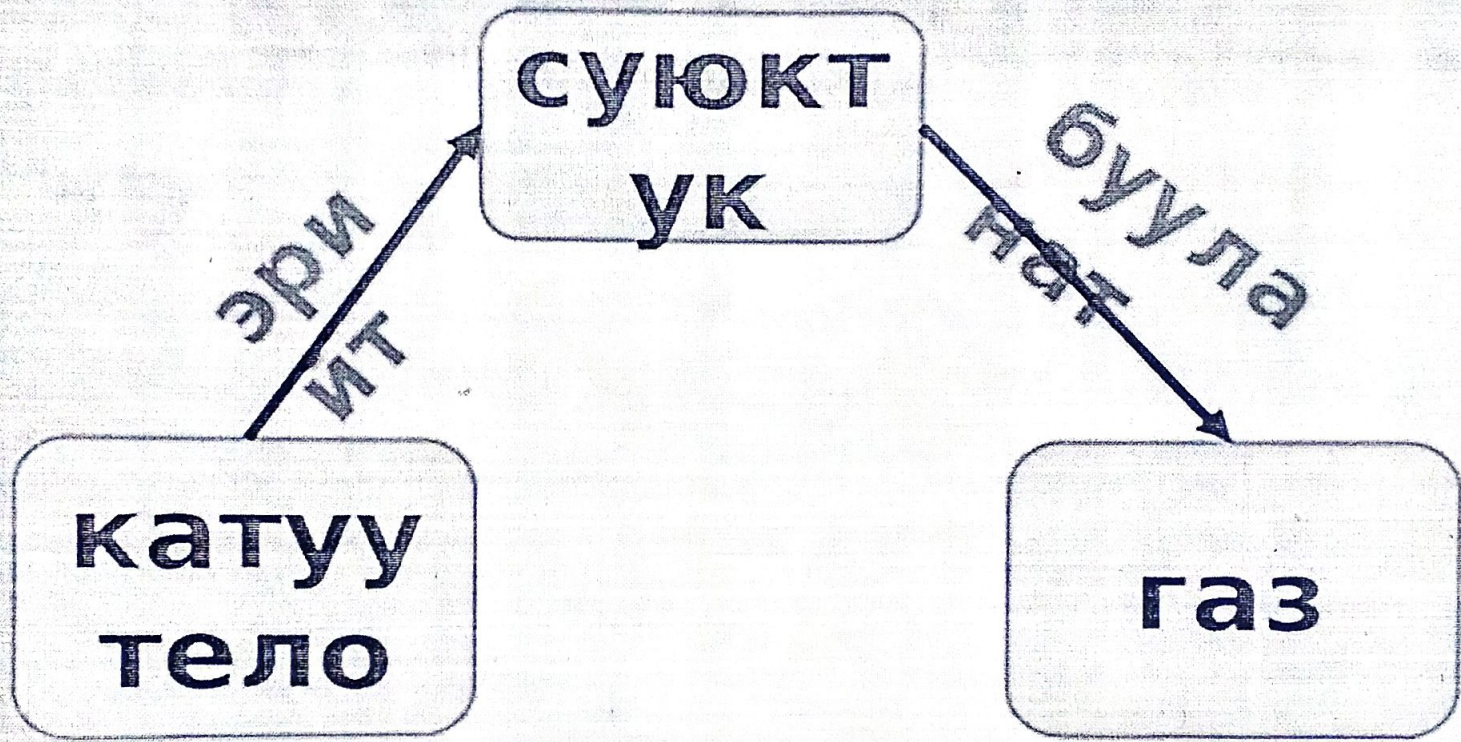 суюкт
ук
эри
ит
буула
нат
катуу
тело
газ